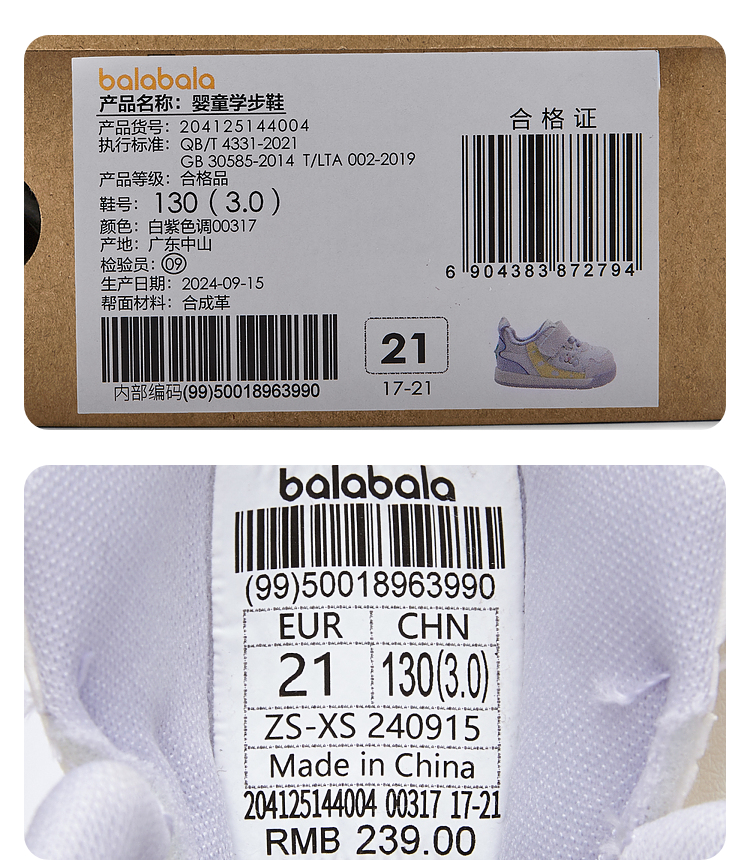 balabala
产品名称：婴童学步鞋
产品货号：204125144004
执行标准：QB/T 4331-2021
GB 30585-2014 T/LTA 002-2019
产品等级：合格品
鞋号：130（3.0）
颜色：白紫色调00317
产地：广东中山
检验员：09
生产日期：2024-09-15
帮面材料：合成革
内部编码(99)50018963990
合格证
6 904383 872794
21
17-21
balabala
(99)50018963990
EUR CHN
21 130(3.0)
ZS-XS 240915
Made in China
204125144004 00317 17-21
RMB 239.00